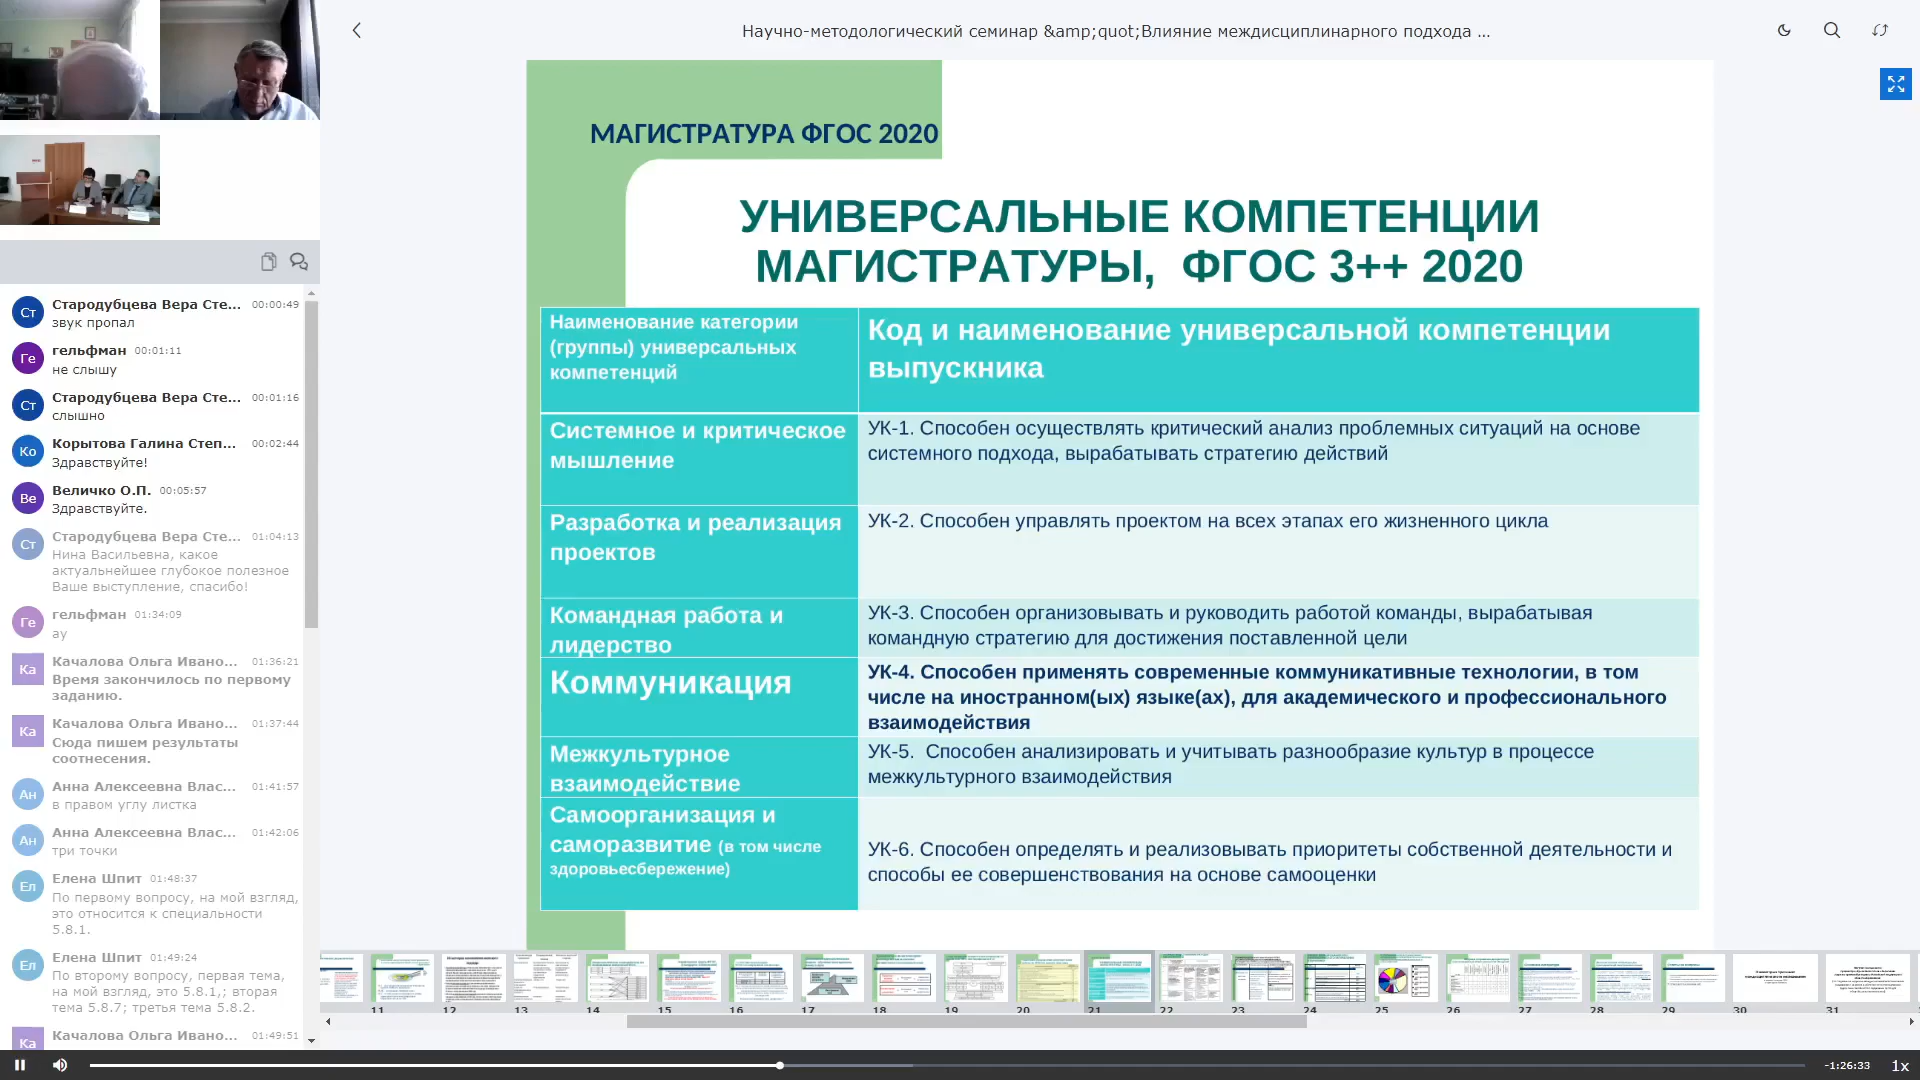 Научно-методологический семинар &amp;quot;Влияние междисциплинарного подхода ...
МАГИСТРАТУРА ФГОС 2020
УНИВЕРСАЛЬНЫЕ КОМПЕТЕНЦИИ
МАГИСТРАТУРЫ, ФГОС 3++ 2020
Наименование категории
(группы) универсальных
компетенций
Код и наименование универсальной компетенции
выпускника
Системное и критическое
мышление
УК-1. Способен осуществлять критический анализ проблемных ситуаций на основе
системного подхода, вырабатывать стратегию действий
Разработка и реализация
проектов
УК-2. Способен управлять проектом на всех этапах его жизненного цикла
Командная работа и
лидерство
УК-3. Способен организовывать и руководить работой команды, вырабатывая
командную стратегию для достижения поставленной цели
Коммуникация
УК-4. Способен применять современные коммуникативные технологии, в том
числе на иностранном(ых) языке(ах), для академического и профессионального
взаимодействия
Межкультурное
взаимодействие
УК-5. Способен анализировать и учитывать разнообразие культур в процессе
межкультурного взаимодействия
Самоорганизация и
саморазвитие (в том числе
здоровьесбережение)
УК-6. Способен определять и реализовывать приоритеты собственной деятельности и
способы ее совершенствования на основе самооценки
Ст
Стародубцева Вера Сте... 00:00:49
звук пропал
Ге
гельфман 00:01:11
не слышу
Ст
Стародубцева Вера Сте... 00:01:16
слышно
Ко
Корытова Галина Степ... 00:02:44
Здравствуйте!
Ве
Величко О.П. 00:05:57
Здравствуйте.
Ст
Стародубцева Вера Сте... 01:04:13
Нина Васильевна, какое
актуальнейшее глубокое полезное
Ваше выступление, спасибо!
Ге
гельфман 01:34:09
ау
Ка
Качалова Ольга Ивано... 01:36:21
Время закончилось по первому
заданию.
Ка
Качалова Ольга Ивано... 01:37:44
Сюда пишем результаты
соотнесения.
Ан
Анна Алексеевна Влас... 01:41:57
в правом углу листка
Ан
Анна Алексеевна Влас... 01:42:06
три точки
Ел
Елена Шпит 01:48:37
По первому вопросу, на мой взгляд,
это относится к специальности
5.8.1.
Ел
Елена Шпит 01:49:24
По второму вопросу, первая тема,
на мой взгляд, это 5.8.1,; вторая
тема 5.8.7; третья тема 5.8.2.
Ка
Качалова Ольга Ивано... 01:49:51
11 12 13 14 15 16 17 18 19 20 21 22 23 24 25 26 27 28 29 30 31
-1:26:33 1x